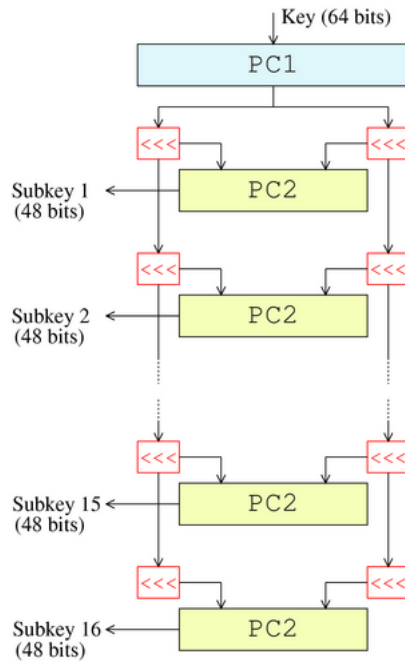 Key (64 bits)
PC1
<<< <<<
Subkey 1
(48 bits)
PC2
<<< <<<
Subkey 2
(48 bits)
PC2
<<< <<<
Subkey 15
(48 bits)
PC2
<<< <<<
Subkey 16
(48 bits)
PC2